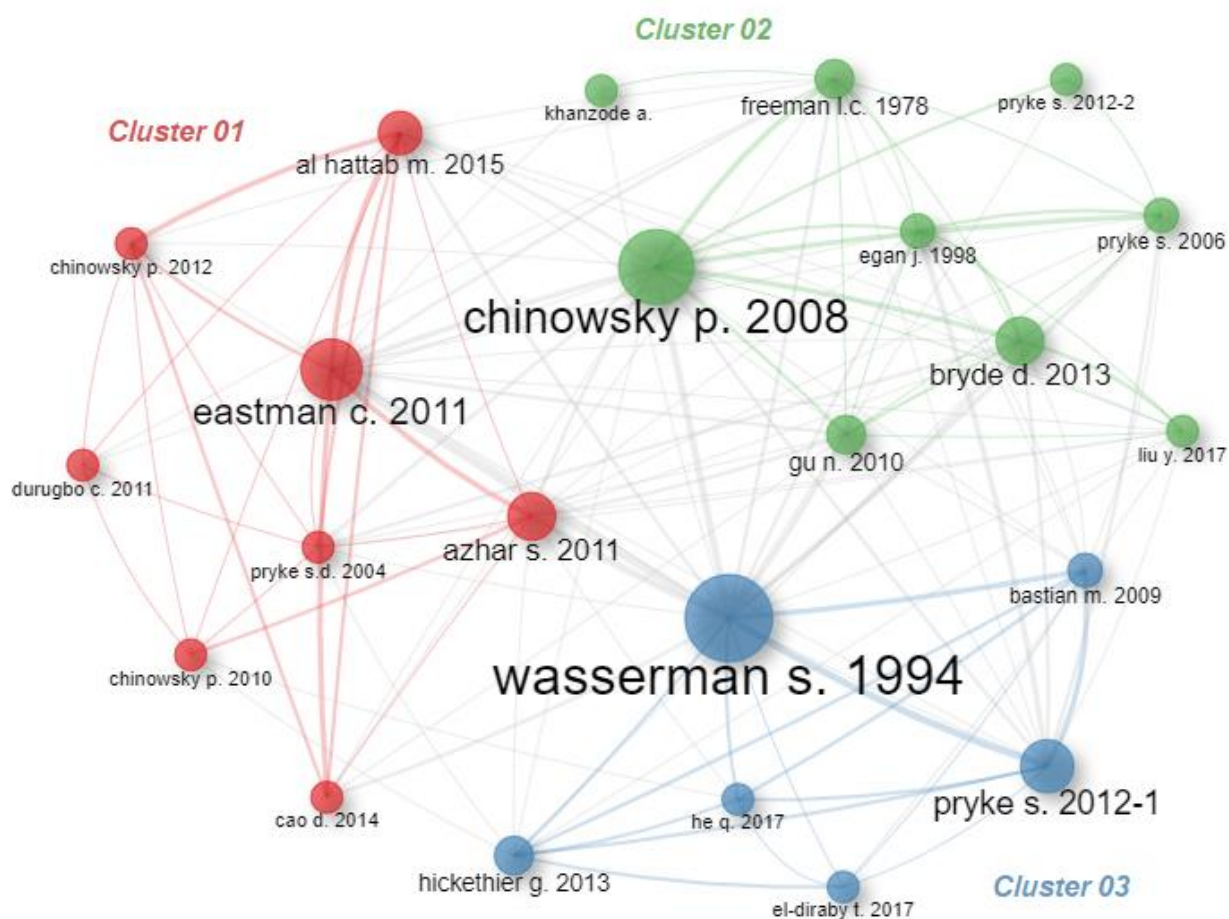 Cluster 02
khanzode a.
freeman l.c. 1978
pryke s. 2012-2
Cluster 01
al hattab m. 2015
chinowsky p. 2012
egan j. 1998
pryke s. 2006
chinowsky p. 2008
bryde d. 2013
eastman c. 2011
gu n. 2010
liu y. 2017
durugbo c. 2011
azhar s. 2011
pryke s.d. 2004
bastian m. 2009
chinowsky p. 2010
wasserman s. 1994
pryke s. 2012-1
cao d. 2014
he q. 2017
hickethier g. 2013
Cluster 03
el-diraby t. 2017